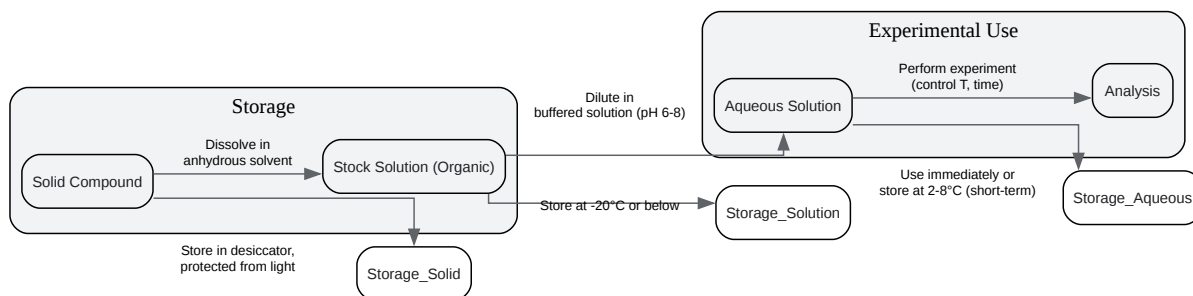 Experimental Use
Perform experiment
(control T, time)
Analysis
Aqueous Solution
Storage
Dilute in
buffered solution (pH 6-8)
Dissolve in
anhydrous solvent
Stock Solution (Organic)
Solid Compound
Use immediately or
store at 2-8°C (short-term)
Storage_Aqueous
Store at -20°C or below
Storage_Solution
Store in desiccator,
protected from light
Storage_Solid